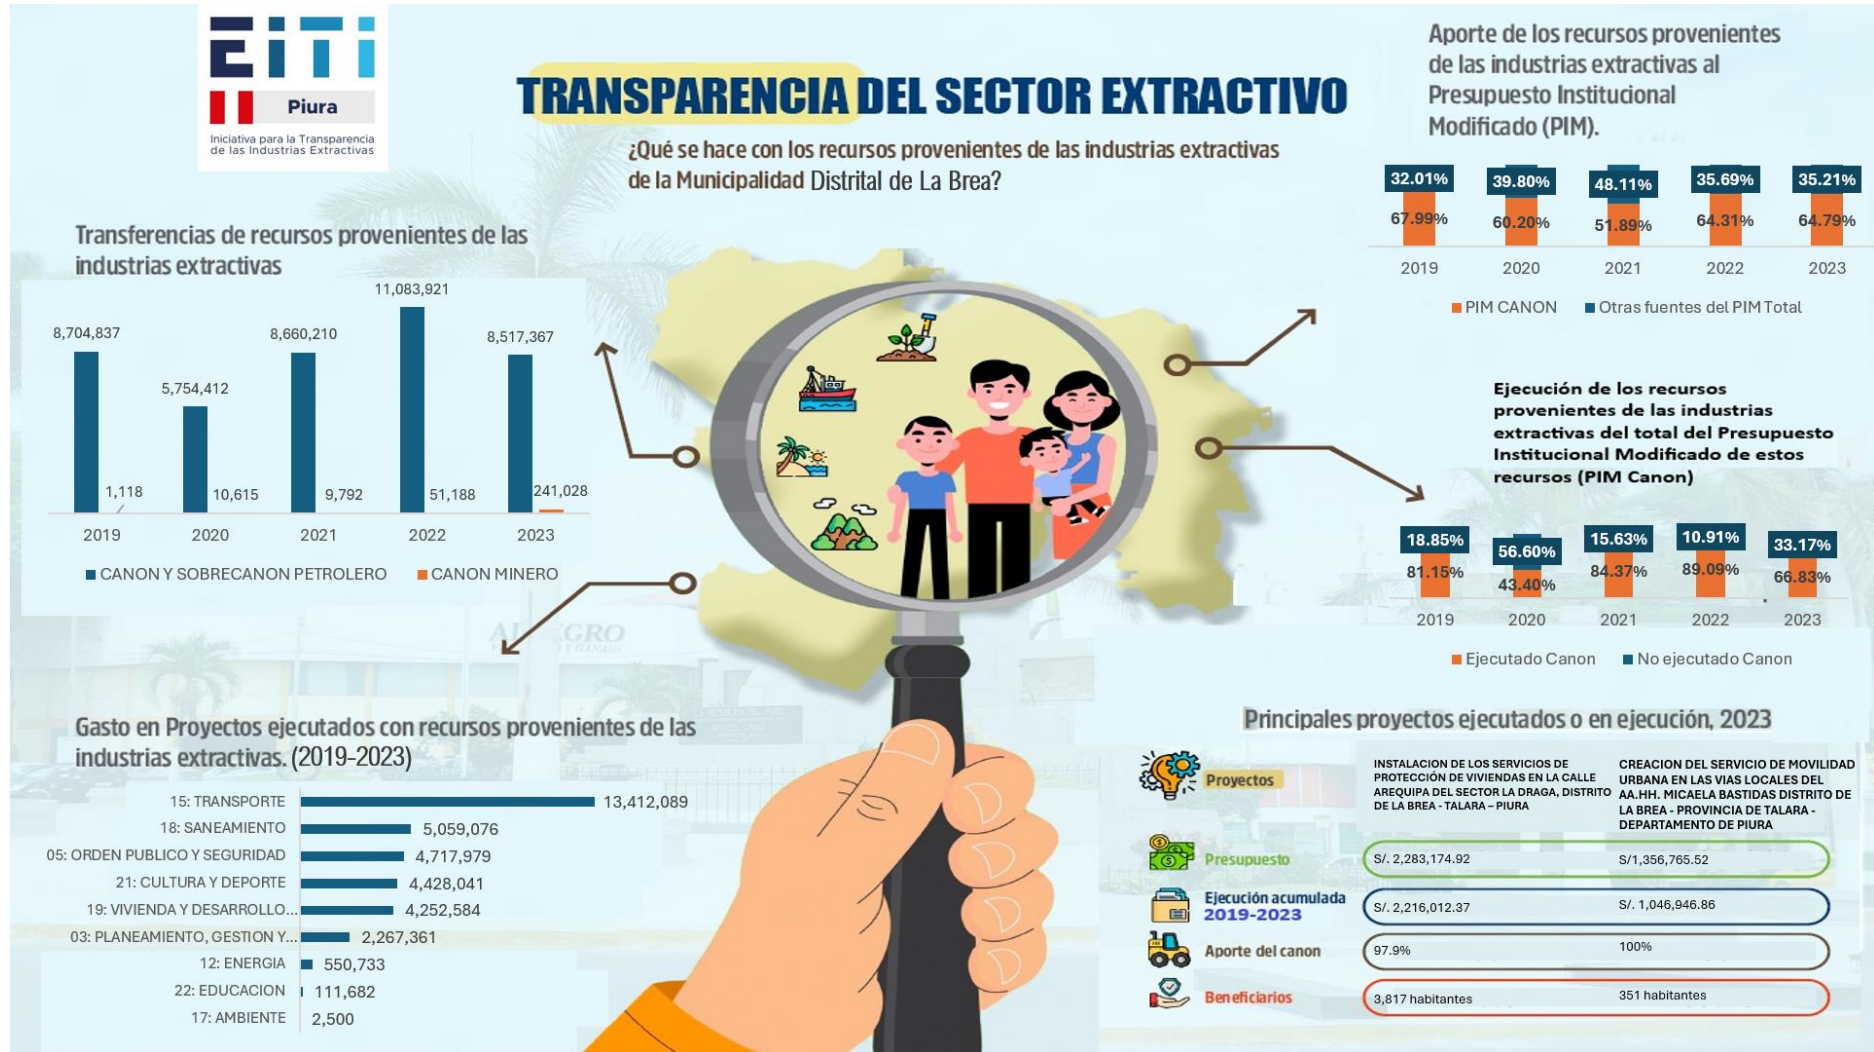 EITI
Piura
Iniciativa para la Transparencia
de las Industrias Extractivas
TRANSPARENCIA DEL SECTOR EXTRACTIVO
¿Qué se hace con los recursos provenientes de las industrias extractivas
de la Municipalidad Distrital de La Brea?
Transferencias de recursos provenientes de las
industrias extractivas
11,083,921
8,704,837
8,660,210
8,517,367
5,754,412
1,118
10,615
9,792
51,188
241,028
2019
2020
2021
2022
2023
CANON Y SOBRECANON PETROLERO
CANON MINERO
Aporte de los recursos provenientes
de las industrias extractivas al
Presupuesto Institucional
Modificado (PIM).
32.01%
39.80%
48.11%
35.69%
35.21%
67.99%
60.20%
51.89%
64.31%
64.79%
2019
2020
2021
2022
2023
PIM CANON
Otras fuentes del PIM Total
Ejecución de los recursos
provenientes de las industrias
extractivas del total del Presupuesto
Institucional Modificado de estos
recursos (PIM Canon)
18.85%
56.60%
15.63%
10.91%
33.17%
81.15%
43.40%
84.37%
89.09%
66.83%
2019
2020
2021
2022
2023
Ejecutado Canon
No ejecutado Canon
Gasto en Proyectos ejecutados con recursos provenientes de las
industrias extractivas. (2019-2023)
15: TRANSPORTE 13,412,089
18: SANEAMIENTO 5,059,076
05: ORDEN PUBLICO Y SEGURIDAD 4,717,979
21: CULTURA Y DEPORTE 4,428,041
19: VIVIENDA Y DESARROLLO... 4,252,584
03: PLANEAMIENTO, GESTION Y... 2,267,361
12: ENERGIA 550,733
22: EDUCACION 111,682
17: AMBIENTE 2,500
Principales proyectos ejecutados o en ejecución, 2023
Proyectos
INSTALACION DE LOS SERVICIOS DE
PROTECCIÓN DE VIVIENDAS EN LA CALLE
AREQUIPA DEL SECTOR LA DRAGA, DISTRITO
DE LA BREA - TALARA – PIURA
CREACION DEL SERVICIO DE MOVILIDAD
URBANA EN LAS VIAS LOCALES DEL
AA.HH. MICAELA BASTIDAS DISTRITO DE
LA BREA - PROVINCIA DE TALARA -
DEPARTAMENTO DE PIURA
Presupuesto
S/. 2,283,174.92
S/1,356,765.52
Ejecución acumulada
2019-2023
S/. 2,216,012.37
S/. 1,046,946.86
Aporte del canon
97.9%
100%
Beneficiarios
3,817 habitantes
351 habitantes